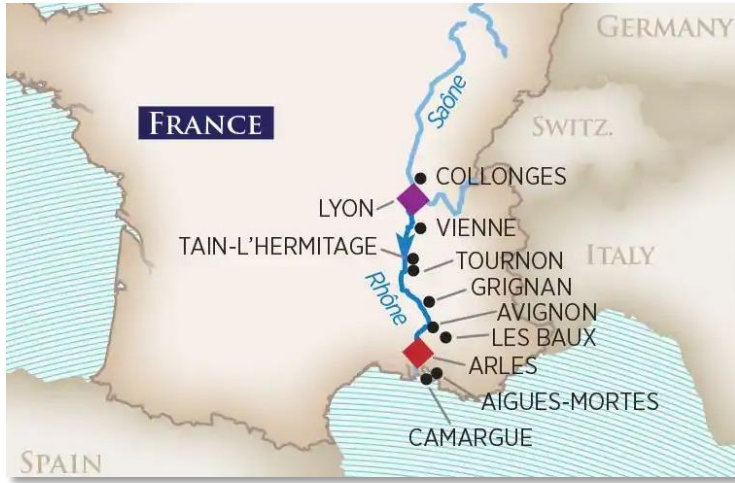 GERMANY
Saône
FRANCE
SWITZ.
COLLONGES
LYON
VIENNE
TAIN-L'HERMITAGE
TOURNON
ITALY
Rhône
GRIGNAN
AVIGNON
LES BAUX
ARLES
AIGUES-MORTES
CAMARGUE
SPAIN